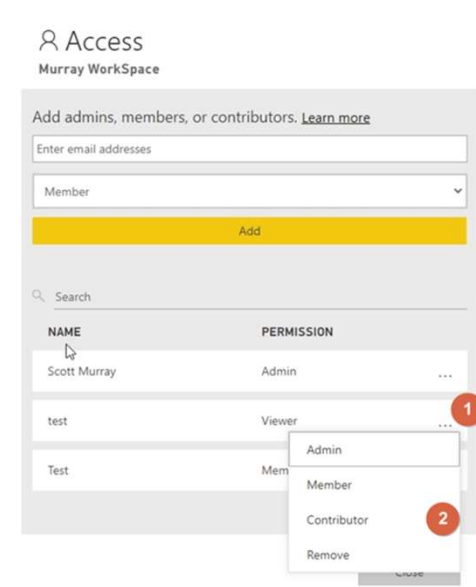 Access
Murray WorkSpace
Add admins, members, or contributors. Learn more
Enter email addresses
Member
Add
Search
NAME PERMISSION
Scott Murray Admin ...
1
test Viewer ...
Admin
Test Mem
Member
Contributor 2
Remove
Close